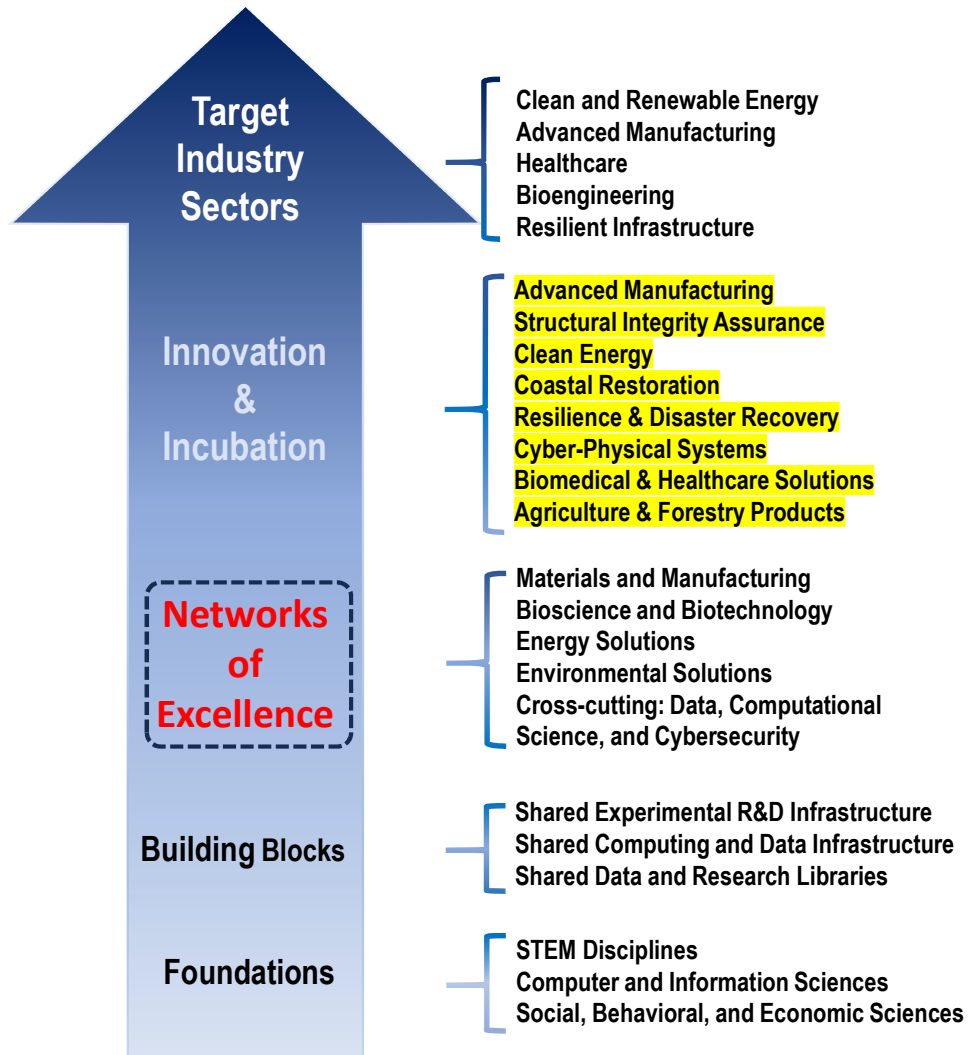 Target
Industry
Sectors
Clean and Renewable Energy
Advanced Manufacturing
Healthcare
Bioengineering
Resilient Infrastructure
Innovation
&
Incubation
Advanced Manufacturing
Structural Integrity Assurance
Clean Energy
Coastal Restoration
Resilience & Disaster Recovery
Cyber-Physical Systems
Biomedical & Healthcare Solutions
Agriculture & Forestry Products
Networks
of
Excellence
Materials and Manufacturing
Bioscience and Biotechnology
Energy Solutions
Environmental Solutions
Cross-cutting: Data, Computational
Science, and Cybersecurity
Building Blocks
Shared Experimental R&D Infrastructure
Shared Computing and Data Infrastructure
Shared Data and Research Libraries
Foundations
STEM Disciplines
Computer and Information Sciences
Social, Behavioral, and Economic Sciences